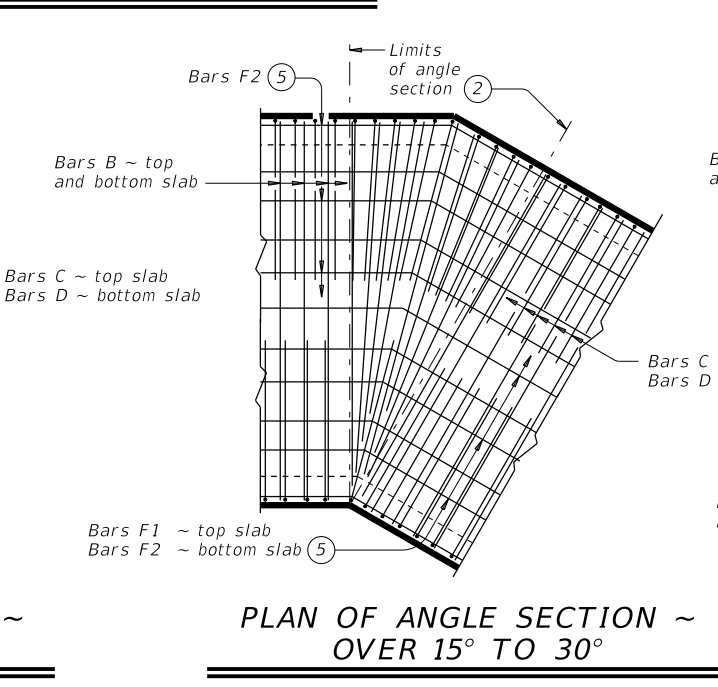 Limits
of angle
section 2
Bars F2 5
Bars B ~ top
and bottom slab
Bars C ~ top slab
Bars D ~ bottom slab
Bars C
Bars D
Bars F1 ~ top slab
Bars F2 ~ bottom slab 5
~
PLAN OF ANGLE SECTION ~
OVER 15° TO 30°